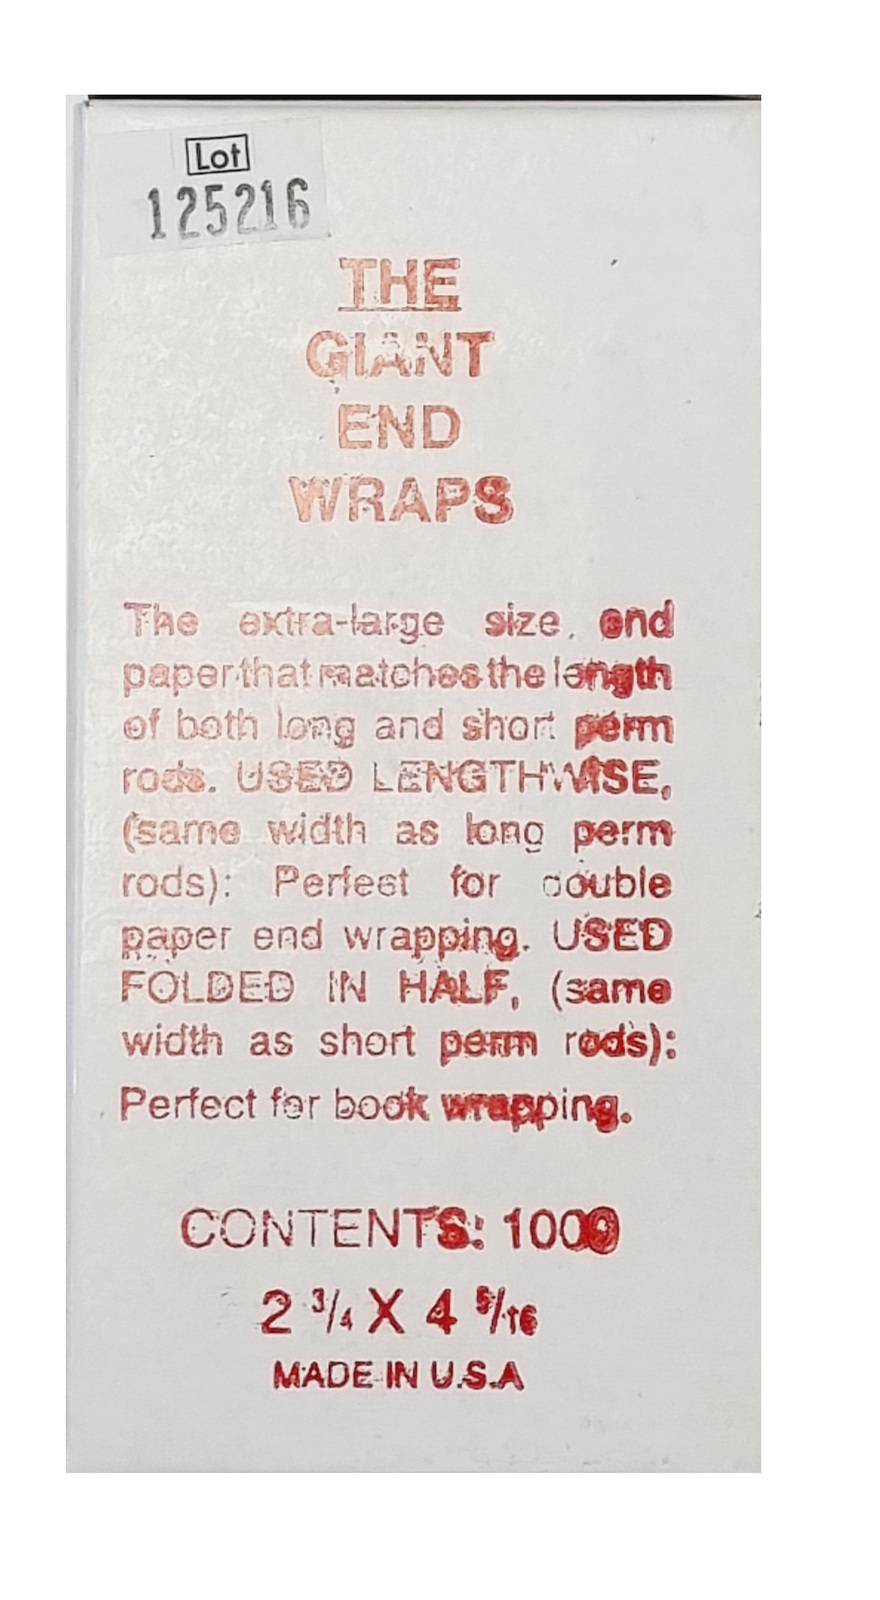 Lot
125216
THE
GIANT
END
WRAPS
The extra-large size end
paper that matches the length
of both long and short perm
rods. USED LENGTHWISE,
(same width as long perm
rods): Perfect for double
paper end wrapping. USED
FOLDED IN HALF, (same
width as short perm rods):
Perfect for book wrapping.
CONTENTS: 1000
2 3/4 X 4 5/16
MADE IN U.S.A